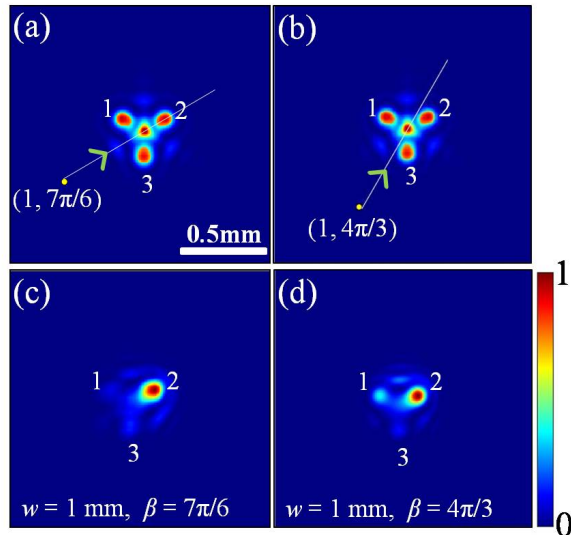 (a)
(b)
1
2
3
(1, 7π/6)
0.5mm
1
2
3
(1, 4π/3)
(c)
(d)
1
2
3
w = 1 mm, β = 7π/6
1
2
3
w = 1 mm, β = 4π/3
1
0